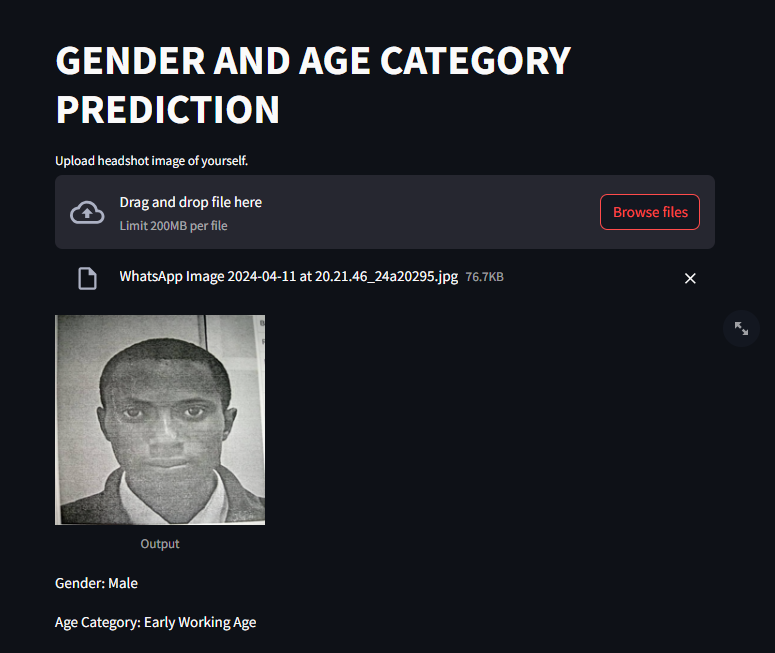 GENDER AND AGE CATEGORY
PREDICTION
Upload headshot image of yourself.
Drag and drop file here
Limit 200MB per file
Browse files
WhatsApp Image 2024-04-11 at 20.21.46_24a20295.jpg 76.7KB
Output
Gender: Male
Age Category: Early Working Age